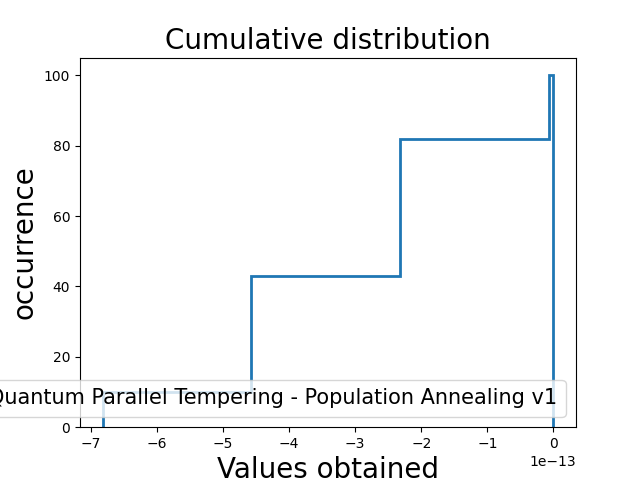 Cumulative distribution
occurrence
100
80
60
40
20
0
Quantum Parallel Tempering - Population Annealing v1
−7 −6 −5 −4 −3 −2 −1 0
1e−13
Values obtained